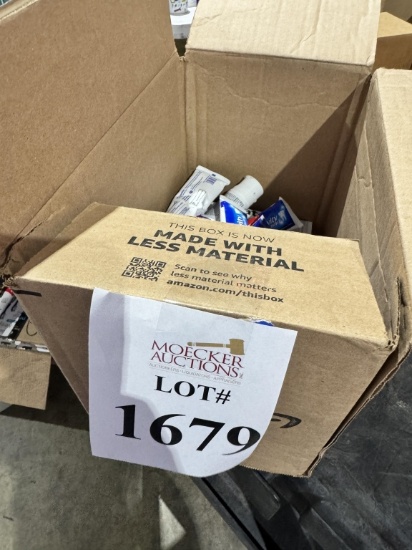 THIS BOX IS NOW
MADE WITH
LESS MATERIAL
Scan to see why
less material matters
amazon.com/thisbox
MOECKER
AUCTIONS
LOT#
1679